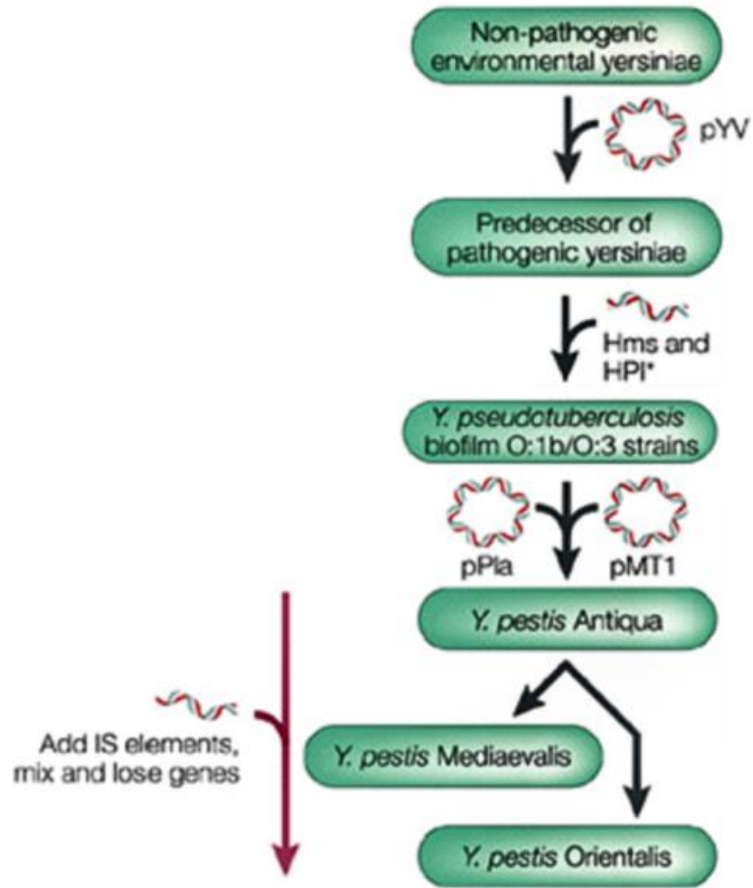 Non-pathogenic
environmental yersiniae
pYV
Predecessor of
pathogenic yersiniae
Hms and
HPI*
Y. pseudotuberculosis
biofilm O:1b/O:3 strains
pPla
pMT1
Y. pestis Antiqua
Add IS elements,
mix and lose genes
Y. pestis Mediaevalis
Y. pestis Orientalis